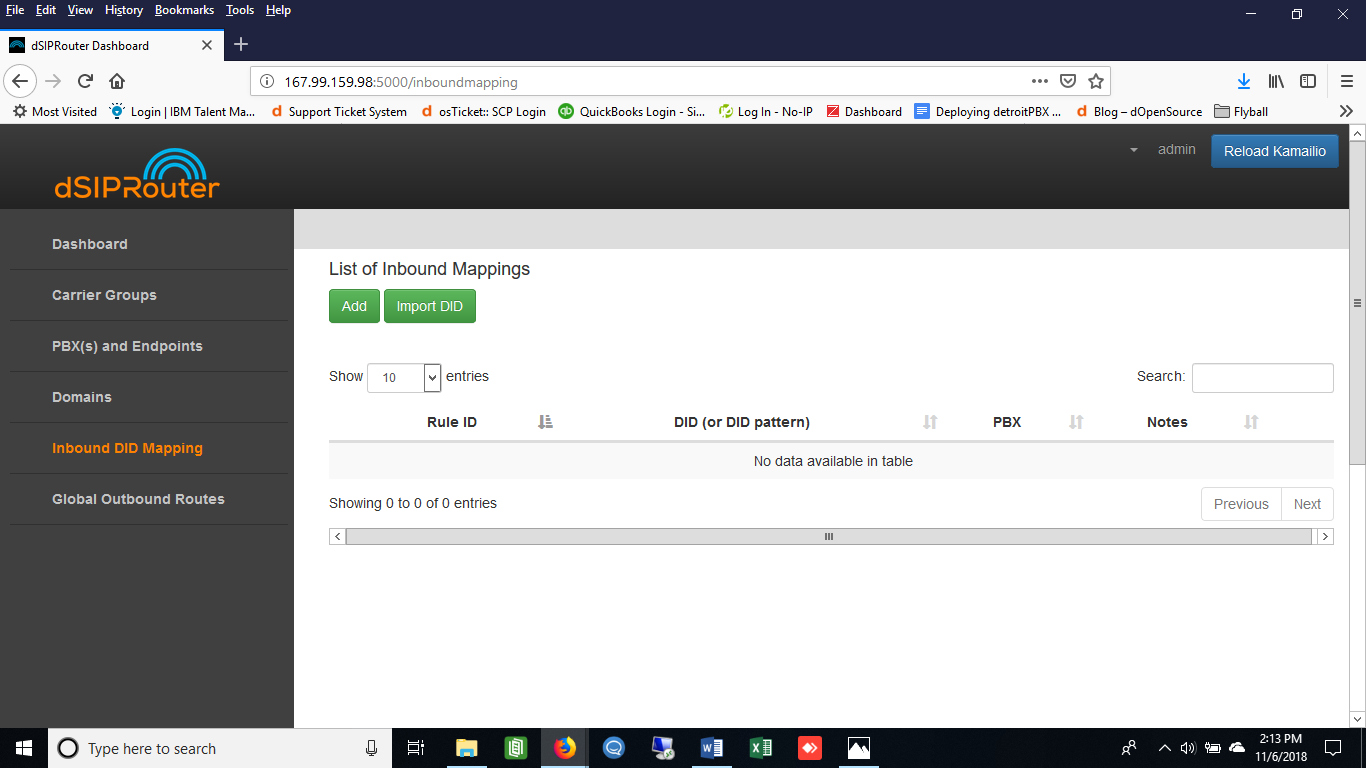 File Edit View History Bookmarks Tools Help
dSIPRouter Dashboard
167.99.159.98:5000/inboundmapping
Most Visited Login | IBM Talent Ma... Support Ticket System osTicket:: SCP Login QuickBooks Login - Si... Log In - No-IP Dashboard Deploying detroitPBX ... Blog – dOpenSource Flyball
dSIPRouter
admin Reload Kamailio
Dashboard
Carrier Groups
PBX(s) and Endpoints
Domains
Inbound DID Mapping
Global Outbound Routes
List of Inbound Mappings
Add Import DID
Show 10 entries Search:
Rule ID DID (or DID pattern) PBX Notes
No data available in table
Showing 0 to 0 of 0 entries Previous Next
Type here to search
2:13 PM
11/6/2018